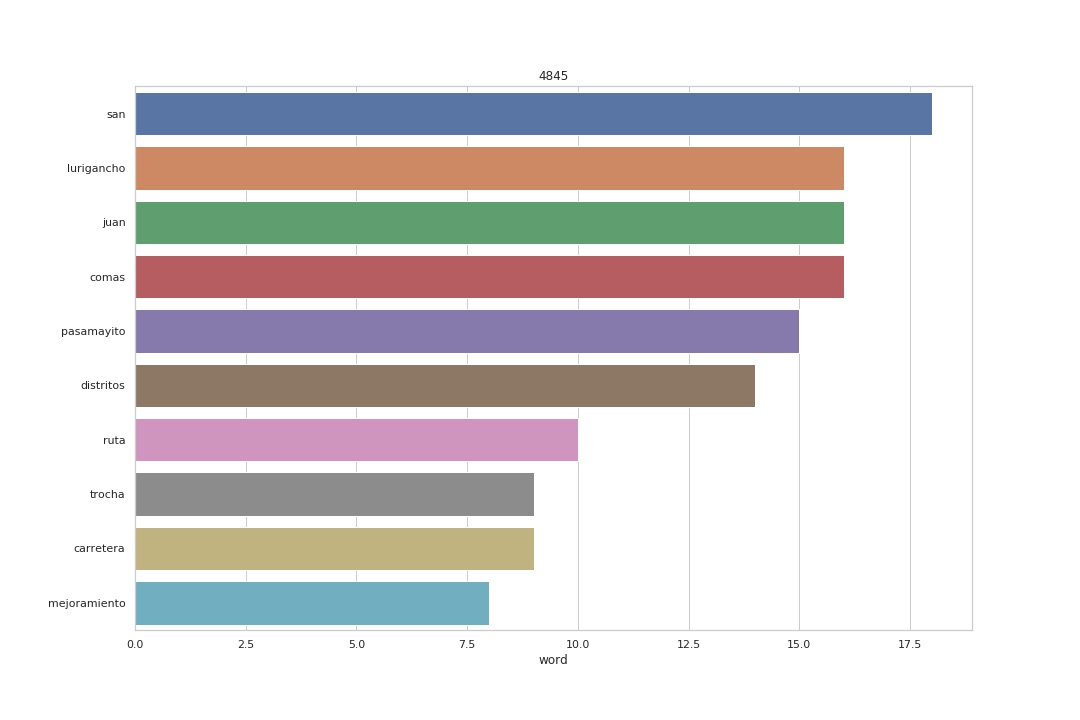 4845
san
lurigancho
juan
comas
pasamayito
distritos
ruta
trocha
carretera
mejoramiento
0.0 2.5 5.0 7.5 10.0 12.5 15.0 17.5
word